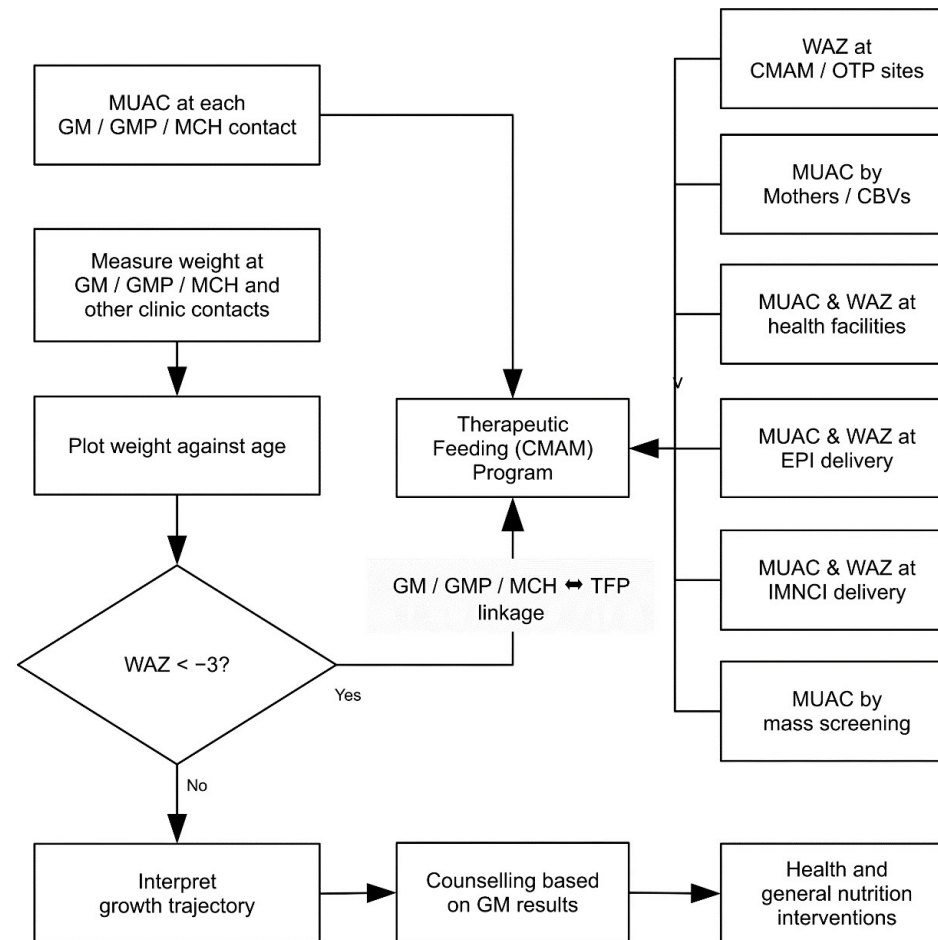 MUAC at each
GM / GMP / MCH contact
Measure weight at
GM / GMP / MCH and
other clinic contacts
Plot weight against age
WAZ < −3?
Yes
No
Interpret
growth trajectory
Counselling based
on GM results
Health and
general nutrition
interventions
GM / GMP / MCH ⬌ TFP
linkage
Therapeutic
Feeding (CMAM)
Program
WAZ at
CMAM / OTP sites
MUAC by
Mothers / CBVs
MUAC & WAZ at
health facilities
v
MUAC & WAZ at
EPI delivery
MUAC & WAZ at
IMNCI delivery
MUAC by
mass screening